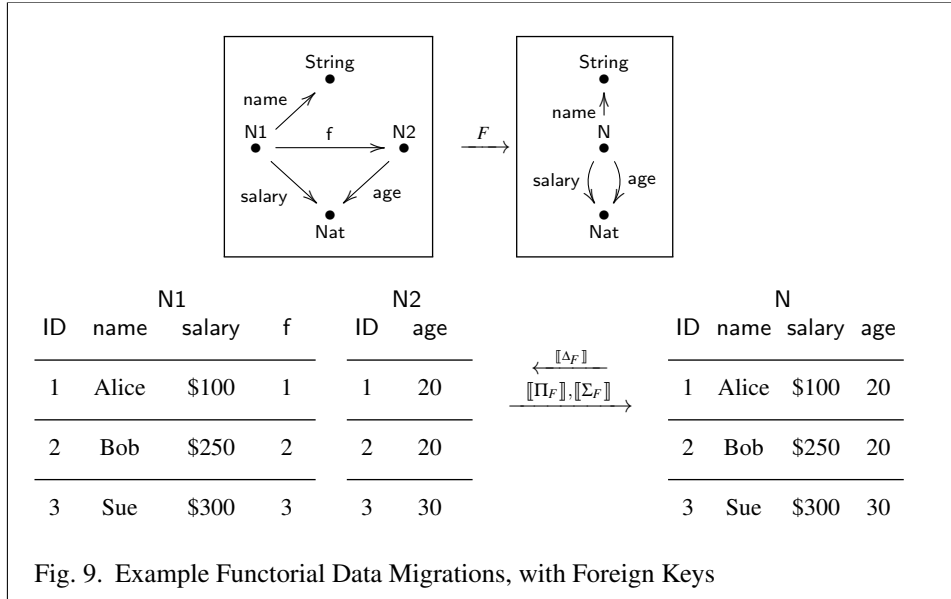 String
name
N1 f N2
salary age
Nat
F
String
name
N
salary age
Nat
N1
ID name salary f
1 Alice $100 1
2 Bob $250 2
3 Sue $300 3
N2
ID age
1 20
2 20
3 30
⟦Δ_F⟧
⟦Π_F⟧,⟦Σ_F⟧
N
ID name salary age
1 Alice $100 20
2 Bob $250 20
3 Sue $300 30
Fig. 9. Example Functorial Data Migrations, with Foreign Keys